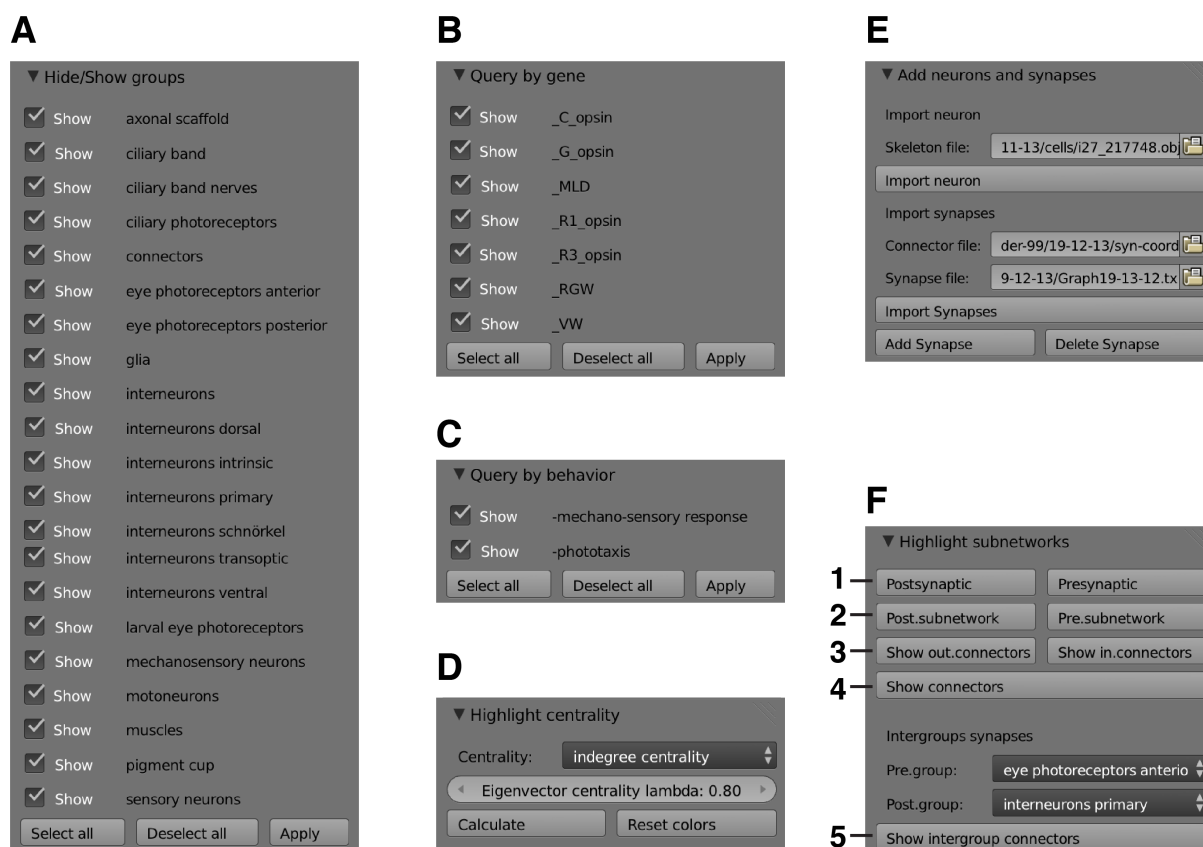 A
▼ Hide/Show groups
Show axonal scaffold
Show ciliary band
Show ciliary band nerves
Show ciliary photoreceptors
Show connectors
Show eye photoreceptors anterior
Show eye photoreceptors posterior
Show glia
Show interneurons
Show interneurons dorsal
Show interneurons intrinsic
Show interneurons primary
Show interneurons schnörkel
Show interneurons transoptic
Show interneurons ventral
Show larval eye photoreceptors
Show mechanosensory neurons
Show motoneurons
Show muscles
Show pigment cup
Show sensory neurons
Select all Deselect all Apply
B
▼ Query by gene
Show _C_opsin
Show _G_opsin
Show _MLD
Show _R1_opsin
Show _R3_opsin
Show _RGW
Show _VW
Select all Deselect all Apply
C
▼ Query by behavior
Show -mechano-sensory response
Show -phototaxis
Select all Deselect all Apply
D
▼ Highlight centrality
Centrality: indegree centrality
Eigenvector centrality lambda: 0.80
Calculate Reset colors
E
▼ Add neurons and synapses
Import neuron
Skeleton file: 11-13/cells/i27_217748.obj
Import neuron
Import synapses
Connector file: der-99/19-12-13/syn-coord
Synapse file: 9-12-13/Graph19-13-12.tx
Import Synapses
Add Synapse Delete Synapse
F
▼ Highlight subnetworks
1 Postsynaptic Presynaptic
2 Post.subnetwork Pre.subnetwork
3 Show out.connectors Show in.connectors
4 Show connectors
Intergroups synapses
Pre.group: eye photoreceptors anterio
Post.group: interneurons primary
5 Show intergroup connectors